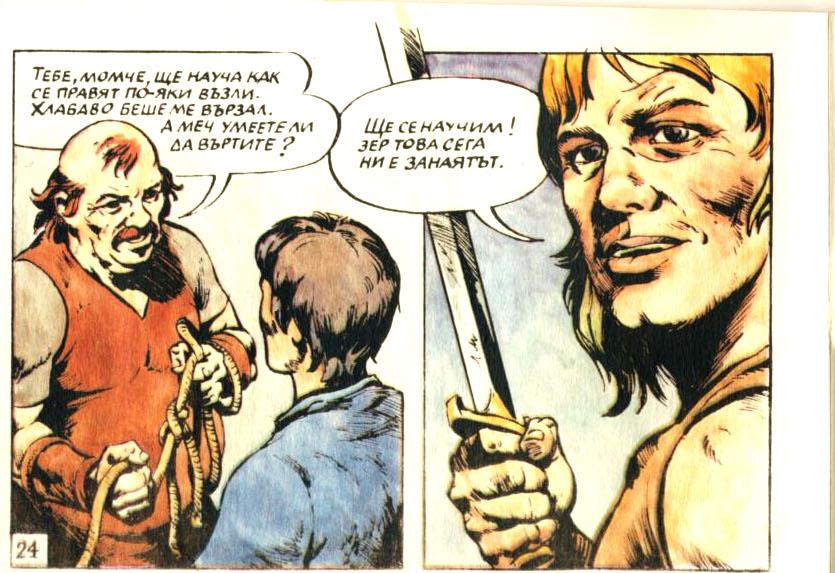 ТЕБЕ, МОМЧЕ, ЩЕ НАУЧА КАК
СЕ ПРАВЯТ ПО-ЯКИ ВЪЗЛИ.
ХЛАБАВО БЕШЕ МЕ ВЪРЗАЛ.
А МЕЧ УМЕЕТЕ ЛИ
ДА ВЪРТИТЕ?
ЩЕ СЕ НАУЧИМ!
ЗЕР ТОВА СЕГА
НИ Е ЗАНАЯТЪТ.
24